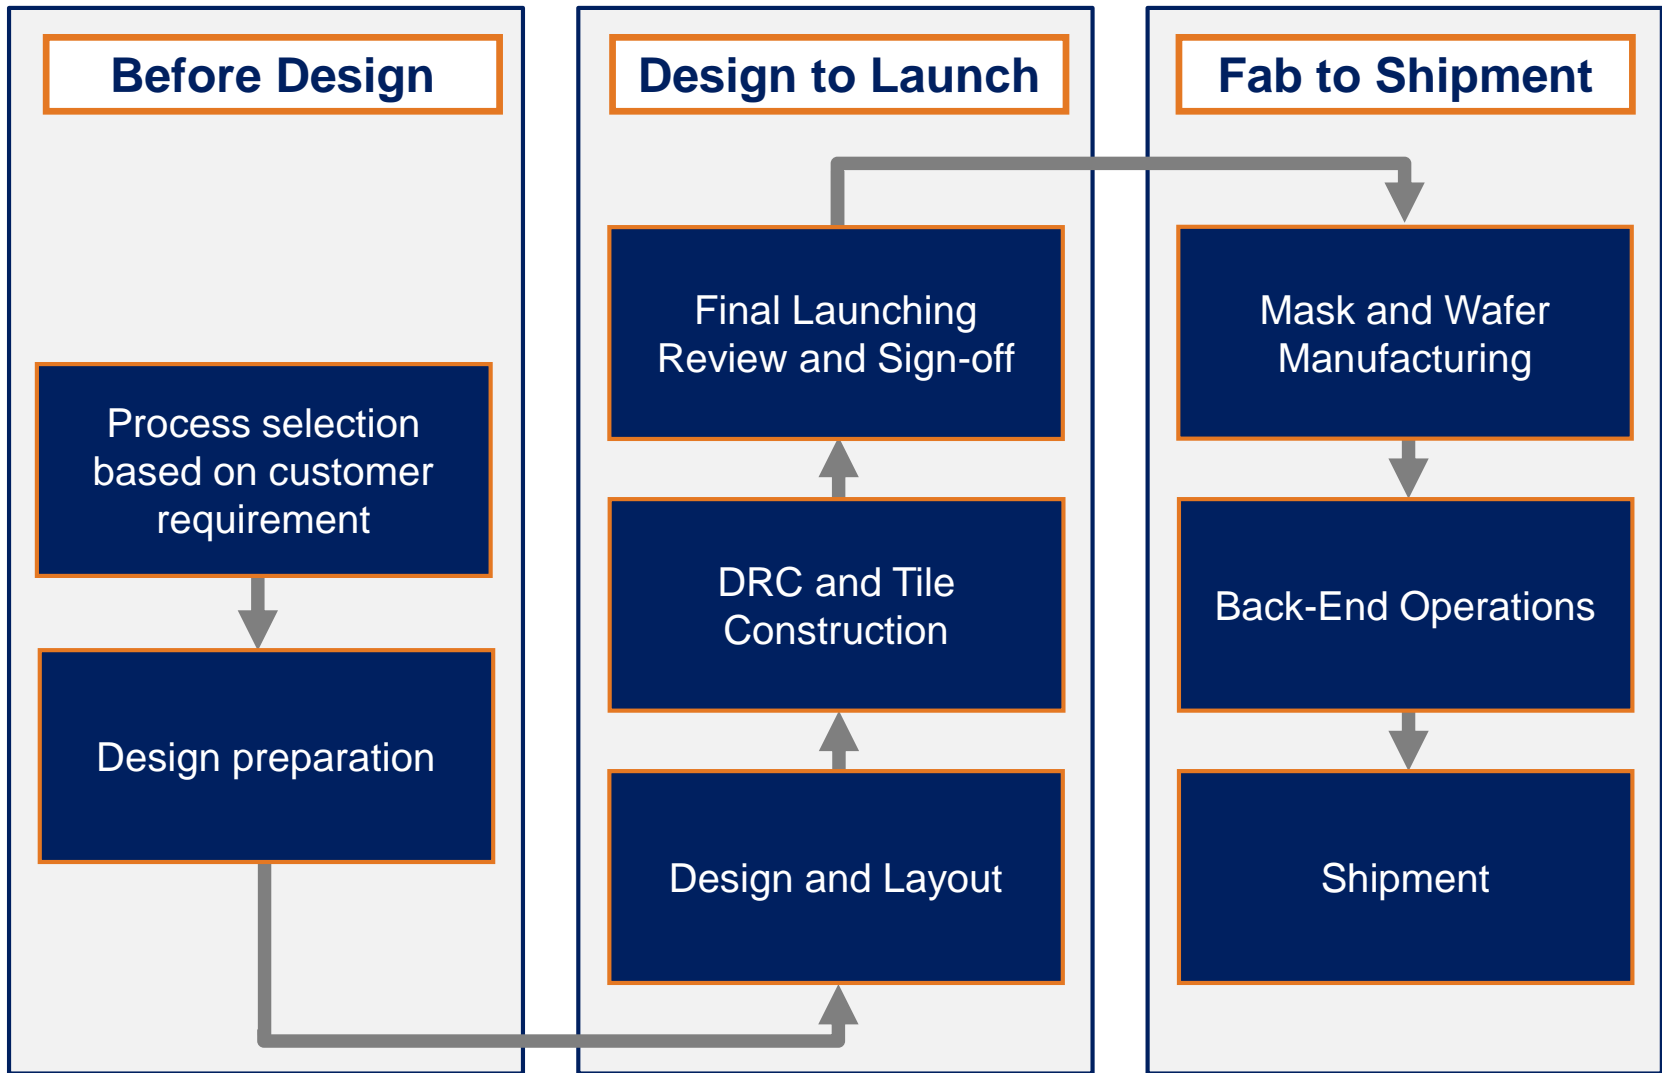 Before Design
Process selection
based on customer
requirement
Design preparation
Design to Launch
Final Launching
Review and Sign-off
DRC and Tile
Construction
Design and Layout
Fab to Shipment
Mask and Wafer
Manufacturing
Back-End Operations
Shipment